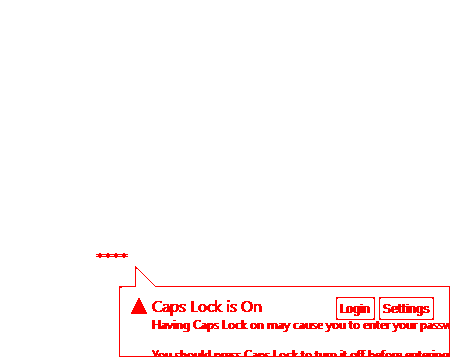 ****
Caps Lock is On
Login Settings
Having Caps Lock on may cause you to enter your passw
You should press Caps Lock to turn it off before entering